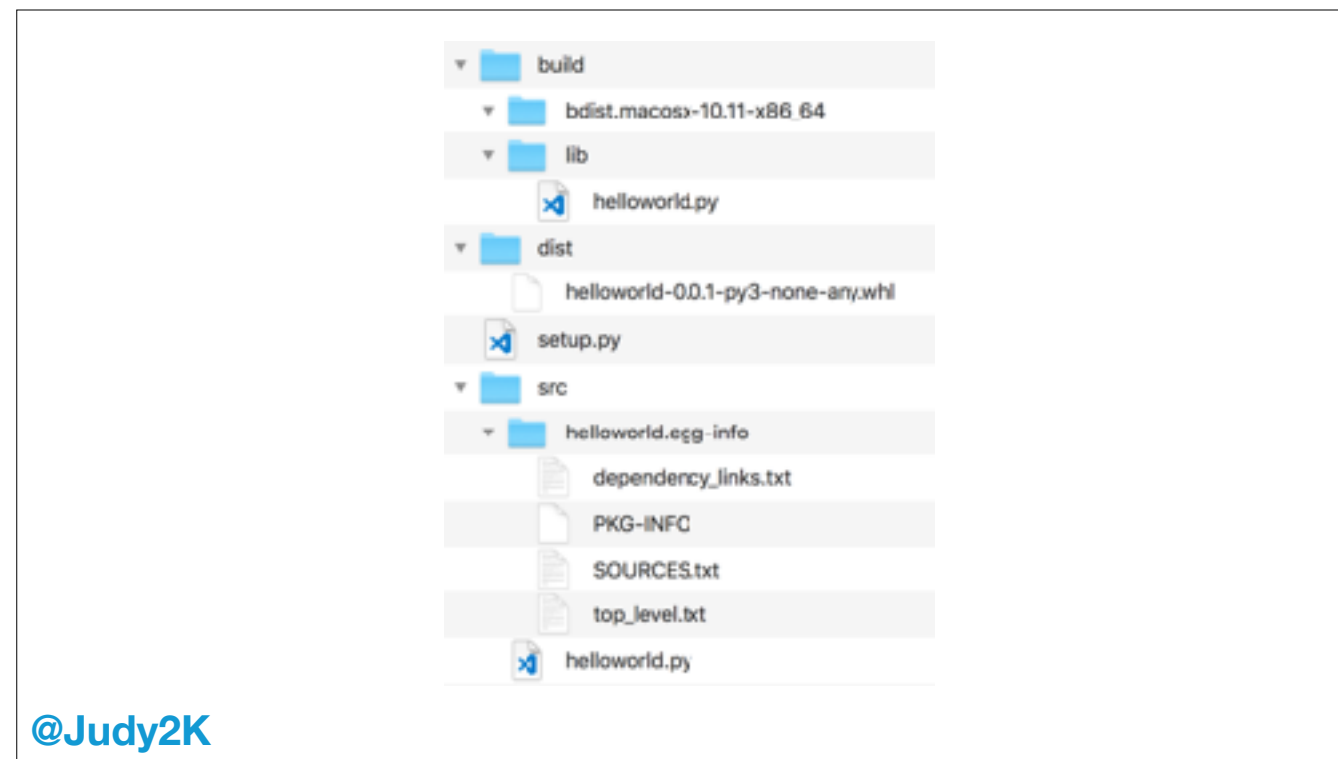 build
bdist.macosx-10.11-x86_64
lib
helloworld.py
dist
helloworld-0.0.1-py3-none-any.whl
setup.py
src
helloworld.egg-info
dependency_links.txt
PKG-INFO
SOURCES.txt
top_level.txt
helloworld.py
@Judy2K